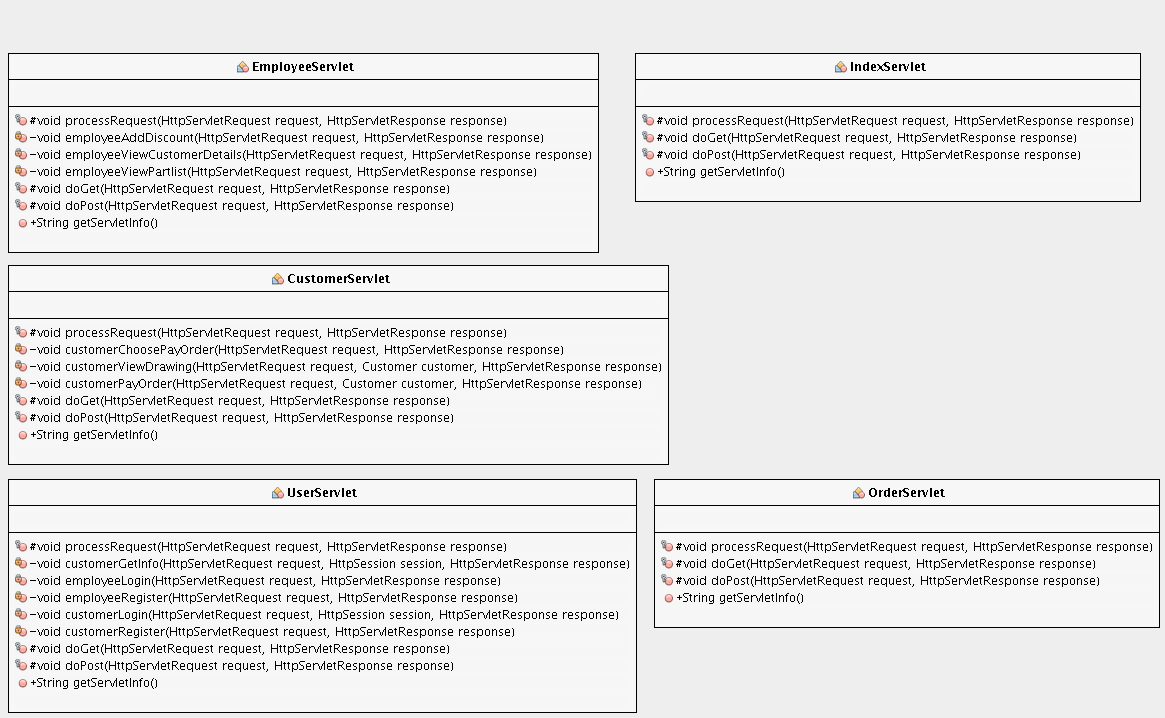 EmployeeServlet
#void processRequest(HttpServletRequest request, HttpServletResponse response)
-void employeeAddDiscount(HttpServletRequest request, HttpServletResponse response)
-void employeeViewCustomerDetails(HttpServletRequest request, HttpServletResponse response)
-void employeeViewPartlist(HttpServletRequest request, HttpServletResponse response)
#void doGet(HttpServletRequest request, HttpServletResponse response)
#void doPost(HttpServletRequest request, HttpServletResponse response)
+String getServletInfo()
IndexServlet
#void processRequest(HttpServletRequest request, HttpServletResponse response)
#void doGet(HttpServletRequest request, HttpServletResponse response)
#void doPost(HttpServletRequest request, HttpServletResponse response)
+String getServletInfo()
CustomerServlet
#void processRequest(HttpServletRequest request, HttpServletResponse response)
-void customerChoosePayOrder(HttpServletRequest request, HttpServletResponse response)
-void customerViewDrawing(HttpServletRequest request, Customer customer, HttpServletResponse response)
-void customerPayOrder(HttpServletRequest request, Customer customer, HttpServletResponse response)
#void doGet(HttpServletRequest request, HttpServletResponse response)
#void doPost(HttpServletRequest request, HttpServletResponse response)
+String getServletInfo()
UserServlet
#void processRequest(HttpServletRequest request, HttpServletResponse response)
-void customerGetInfo(HttpServletRequest request, HttpSession session, HttpServletResponse response)
-void employeeLogin(HttpServletRequest request, HttpServletResponse response)
-void employeeRegister(HttpServletRequest request, HttpServletResponse response)
-void customerLogin(HttpServletRequest request, HttpSession session, HttpServletResponse response)
-void customerRegister(HttpServletRequest request, HttpServletResponse response)
#void doGet(HttpServletRequest request, HttpServletResponse response)
#void doPost(HttpServletRequest request, HttpServletResponse response)
+String getServletInfo()
OrderServlet
#void processRequest(HttpServletRequest request, HttpServletResponse response)
#void doGet(HttpServletRequest request, HttpServletResponse response)
#void doPost(HttpServletRequest request, HttpServletResponse response)
+String getServletInfo()